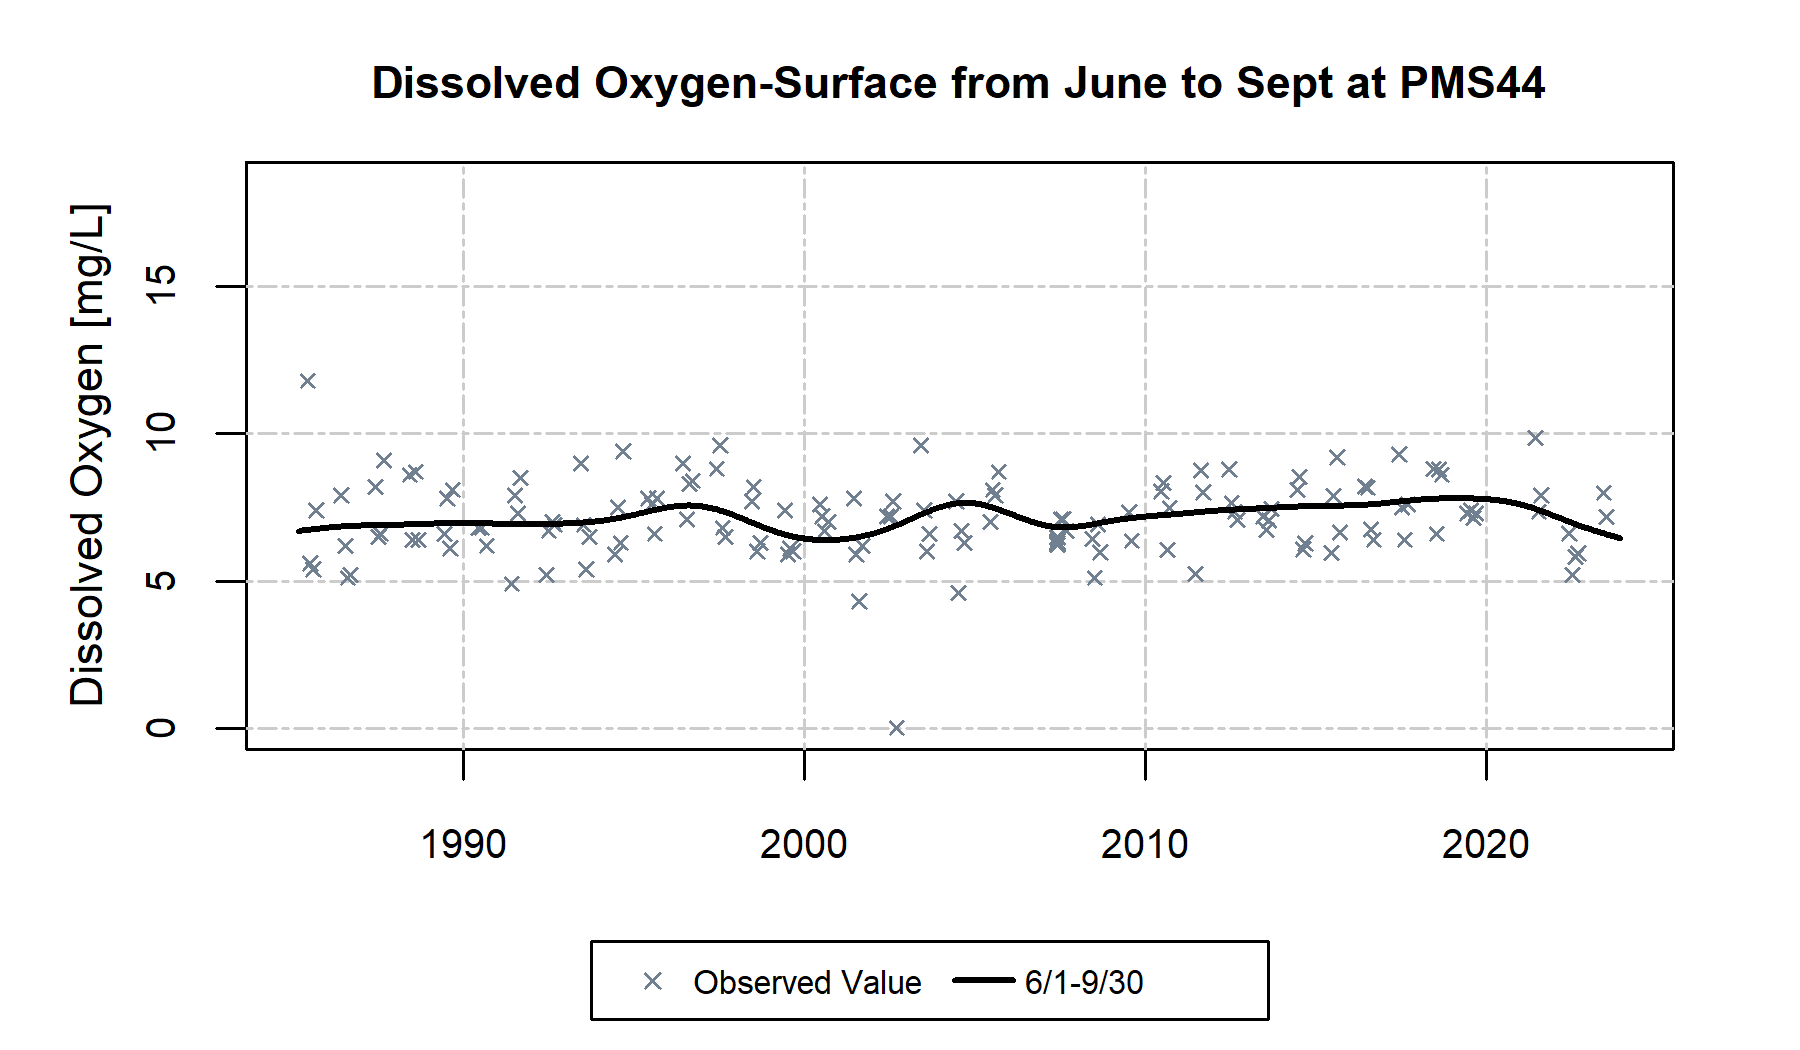 Dissolved Oxygen-Surface from June to Sept at PMS44
Dissolved Oxygen [mg/L]
15
10
5
0
1990 2000 2010 2020
Observed Value 6/1-9/30